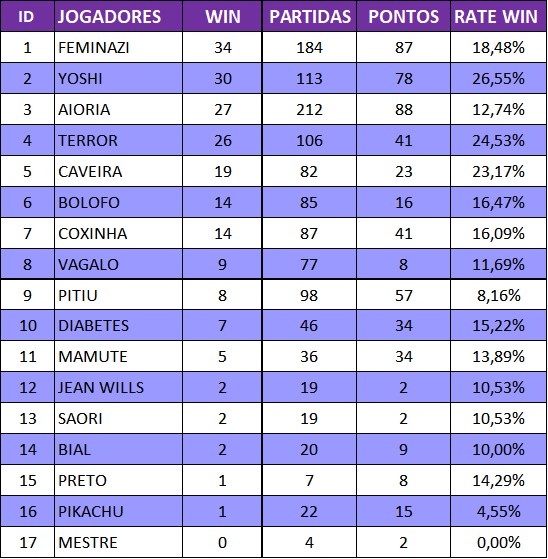 ID JOGADORES WIN PARTIDAS PONTOS RATE WIN
1 FEMINAZI 34 184 87 18,48%
2 YOSHI 30 113 78 26,55%
3 AIORIA 27 212 88 12,74%
4 TERROR 26 106 41 24,53%
5 CAVEIRA 19 82 23 23,17%
6 BOLOFO 14 85 16 16,47%
7 COXINHA 14 87 41 16,09%
8 VAGALO 9 77 8 11,69%
9 PITIU 8 98 57 8,16%
10 DIABETES 7 46 34 15,22%
11 MAMUTE 5 36 34 13,89%
12 JEAN WILLS 2 19 2 10,53%
13 SAORI 2 19 2 10,53%
14 BIAL 2 20 9 10,00%
15 PRETO 1 7 8 14,29%
16 PIKACHU 1 22 15 4,55%
17 MESTRE 0 4 2 0,00%